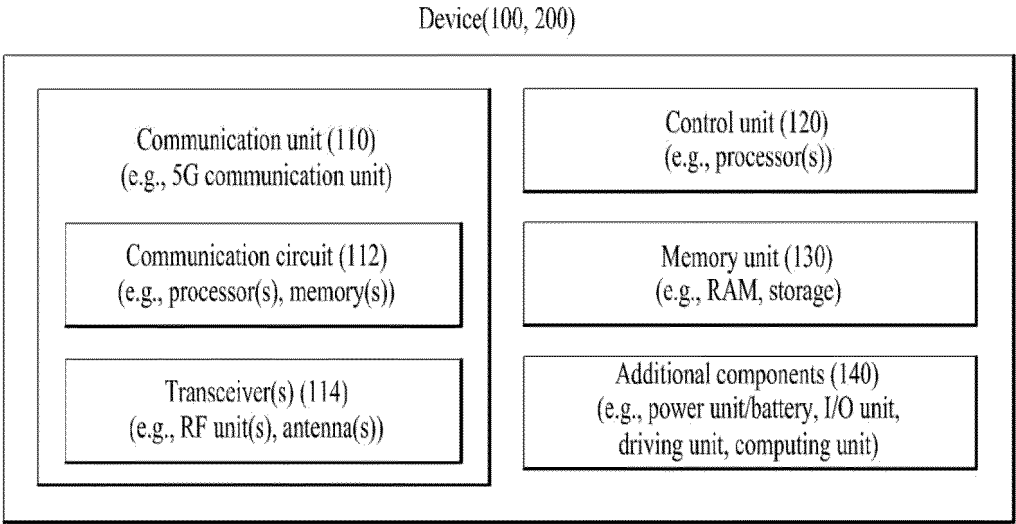 Device(100, 200)
Communication unit (110)
(e.g., 5G communication unit)
Communication circuit (112)
(e.g., processor(s), memory(s))
Transceiver(s) (114)
(e.g., RF unit(s), antenna(s))
Control unit (120)
(e.g., processor(s))
Memory unit (130)
(e.g., RAM, storage)
Additional components (140)
(e.g., power unit/battery, I/O unit,
driving unit, computing unit)